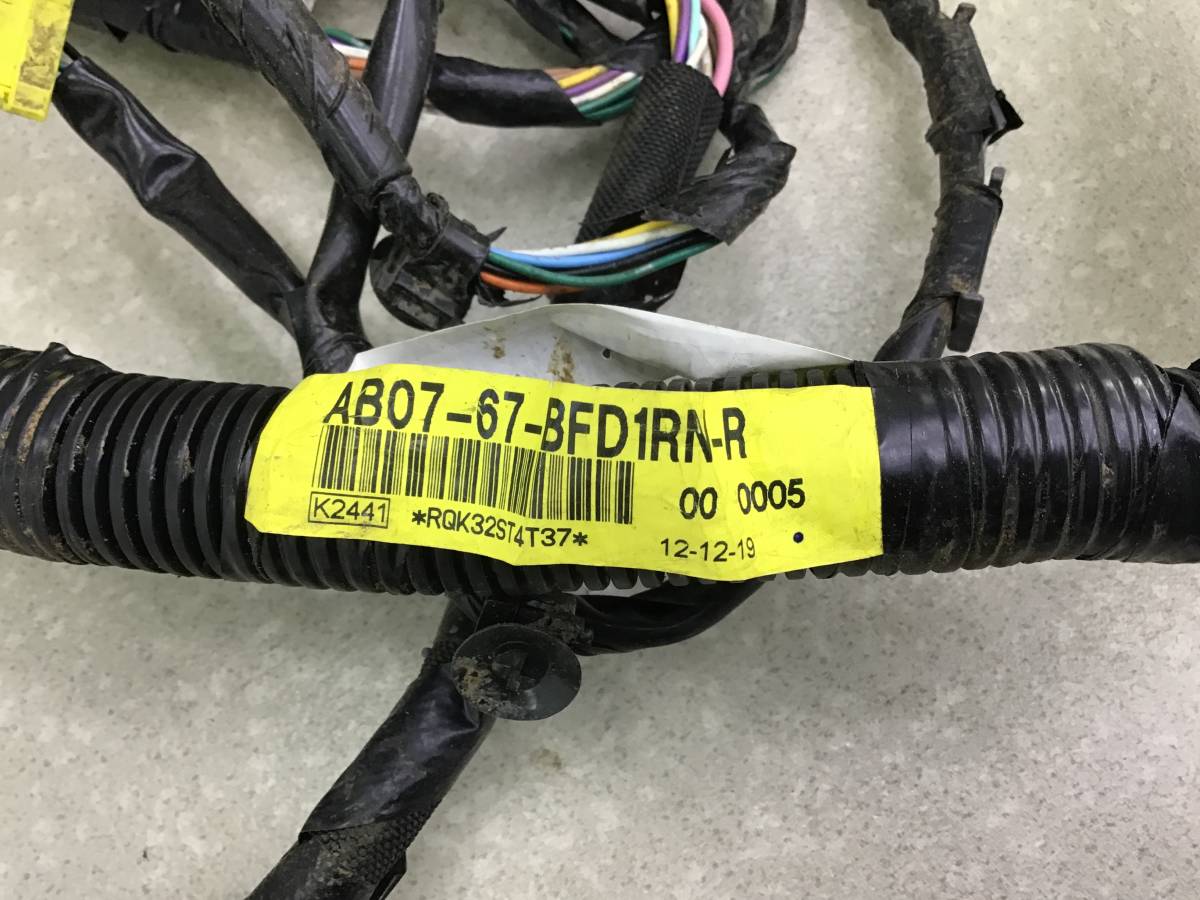 AB07-67-BFD1RN-R
00 0005
K2441
*RQK32ST4T37*
12-12-19